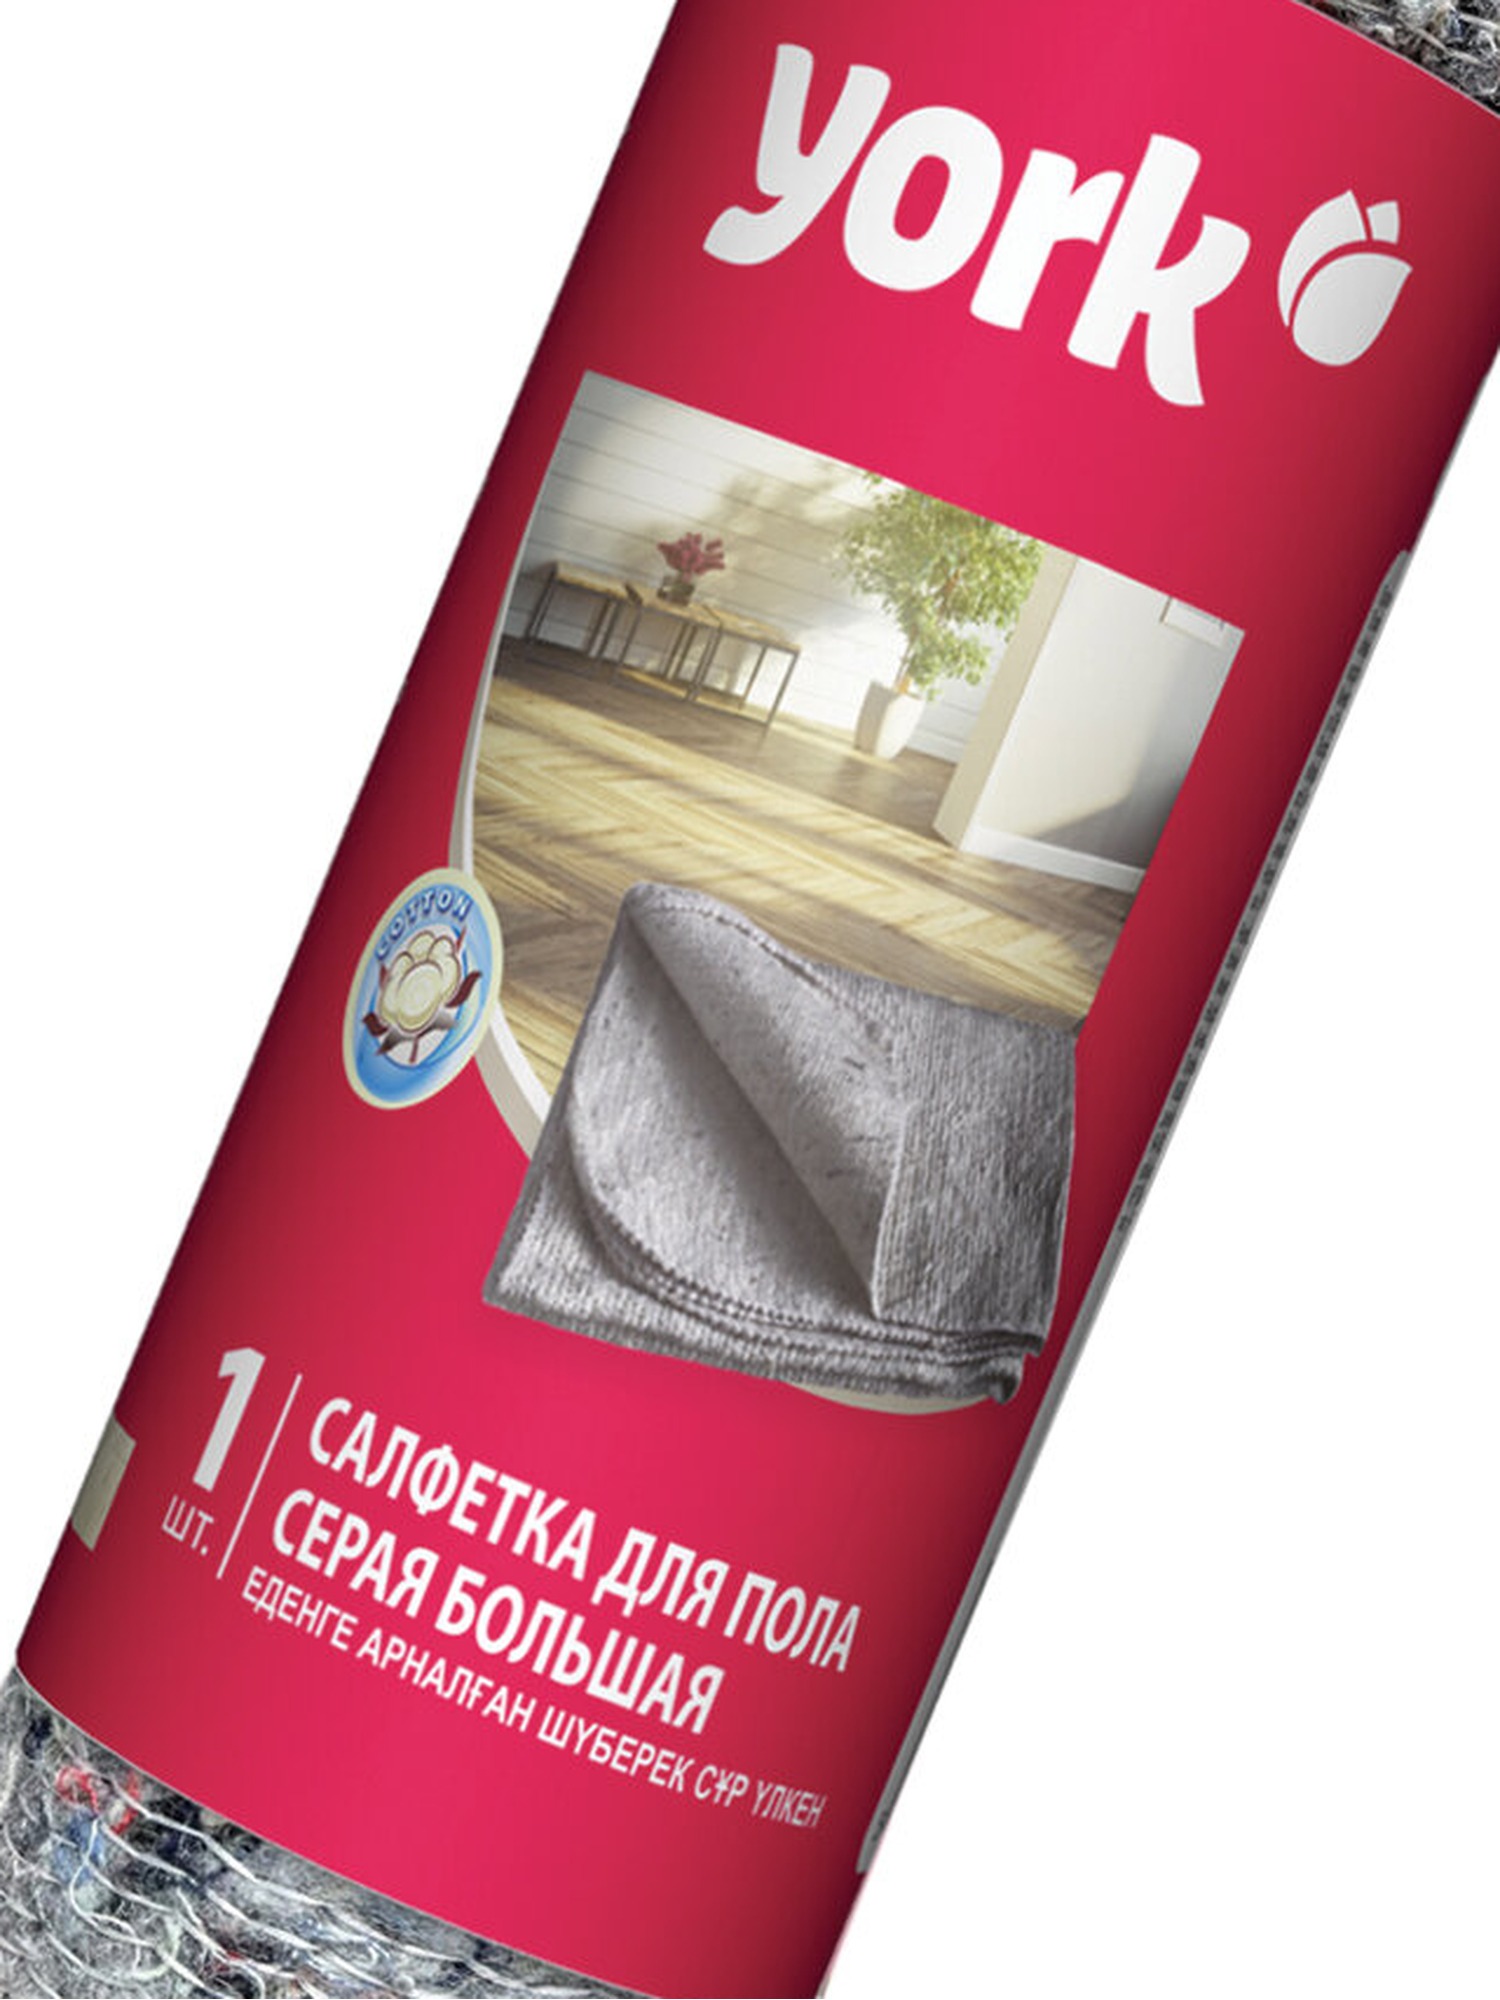 york
COTTON
1
ШТ.
САЛФЕТКА ДЛЯ ПОЛА
СЕРАЯ БОЛЬШАЯ
ЕДЕНГЕ АРНАЛҒАН ШҮБЕРЕК СҰР ҮЛКЕН